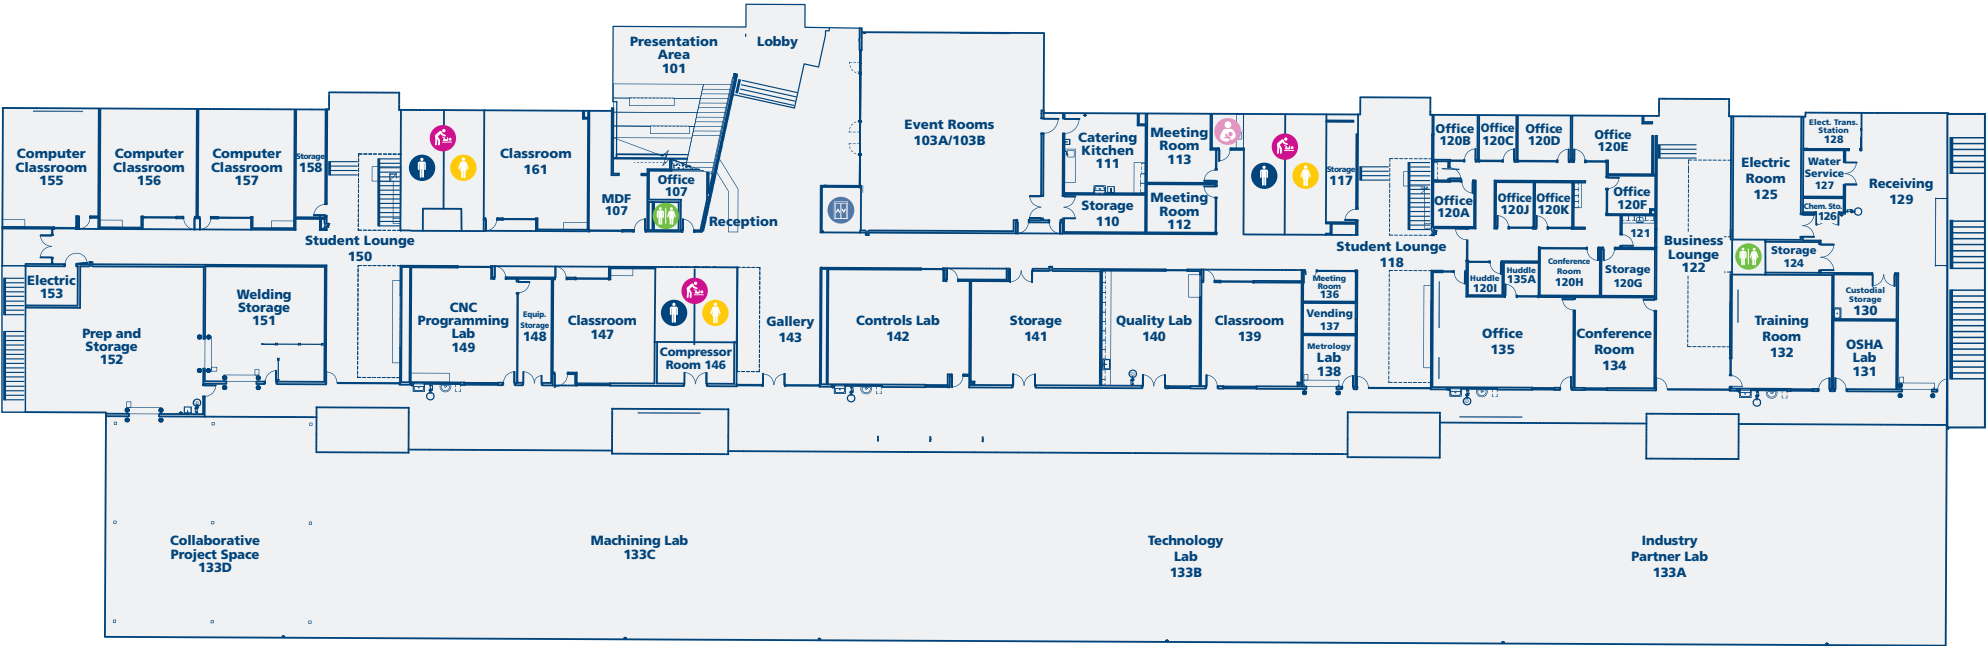 Presentation
Area
101
Lobby
Event Rooms
103A/103B
Computer
Classroom
155
Computer
Classroom
156
Computer
Classroom
157
Storage
158
Classroom
161
MDF
107
Office
107
Reception
Catering
Kitchen
111
Storage
110
Meeting
Room
113
Meeting
Room
112
Storage
117
Office
120B
Office
120C
Office
120D
Office
120E
Office
120A
Office
120J
Office
120K
Office
120F
121
Electric
Room
125
Elect. Trans.
Station
128
Water
Service
127
Chem. Sto.
126
Receiving
129
Student Lounge
150
Student Lounge
118
Business
Lounge
122
Storage
124
Electric
153
Prep and
Storage
152
Welding
Storage
151
CNC
Programming
Lab
149
Equip.
Storage
148
Classroom
147
Compressor
Room 146
Gallery
143
Controls Lab
142
Storage
141
Quality Lab
140
Classroom
139
Meeting
Room
136
Vending
137
Metrology
Lab
138
Huddle
120I
Huddle
135A
Conference
Room
120H
Storage
120G
Office
135
Conference
Room
134
Training
Room
132
Custodial
Storage
130
OSHA
Lab
131
Collaborative
Project Space
133D
Machining Lab
133C
Technology
Lab
133B
Industry
Partner Lab
133A